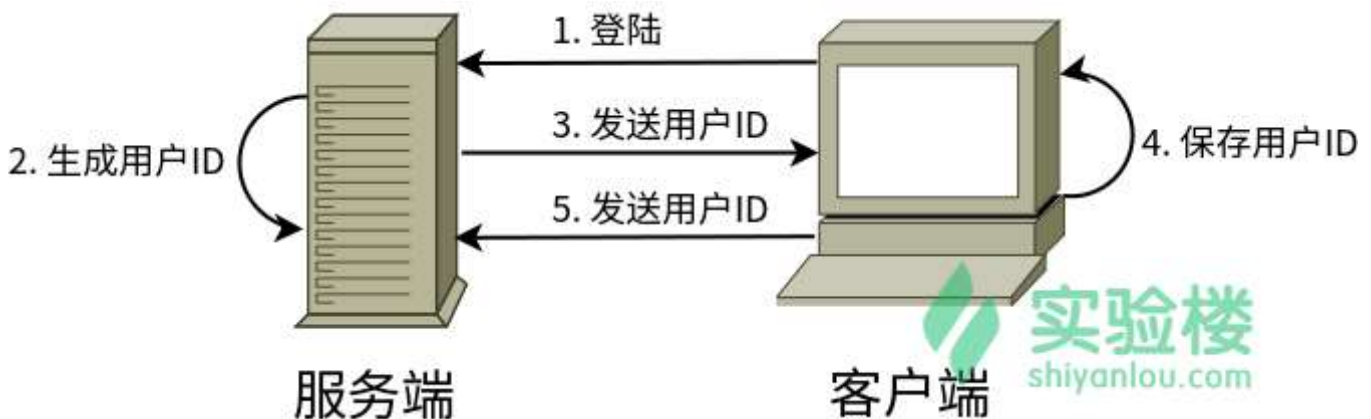 1. 登陆
2. 生成用户ID
3. 发送用户ID
4. 保存用户ID
5. 发送用户ID
服务端
客户端
实验楼
shiyanlou.com